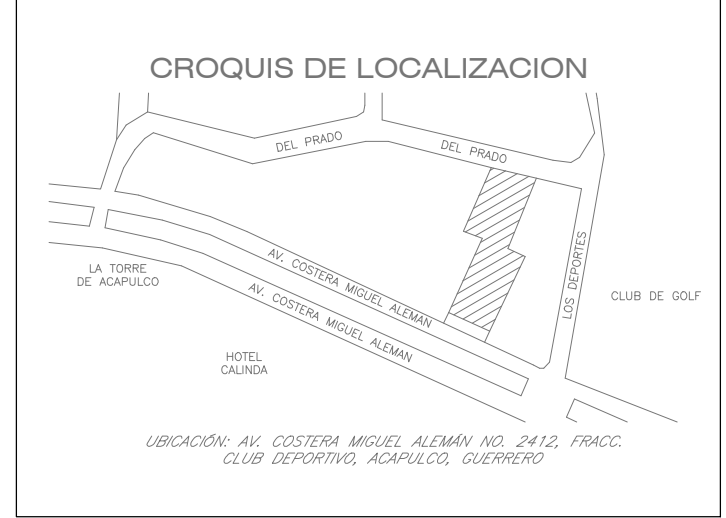 CROQUIS DE LOCALIZACION
DEL PRADO
DEL PRADO
AV. COSTERA MIGUEL ALEMAN
AV. COSTERA MIGUEL ALEMAN
LOS DEPORTES
LA TORRE
DE ACAPULCO
CLUB DE GOLF
HOTEL
CALINDA
UBICACIÓN: AV. COSTERA MIGUEL ALEMÁN NO. 2412, FRACC.
CLUB DEPORTIVO, ACAPULCO, GUERRERO